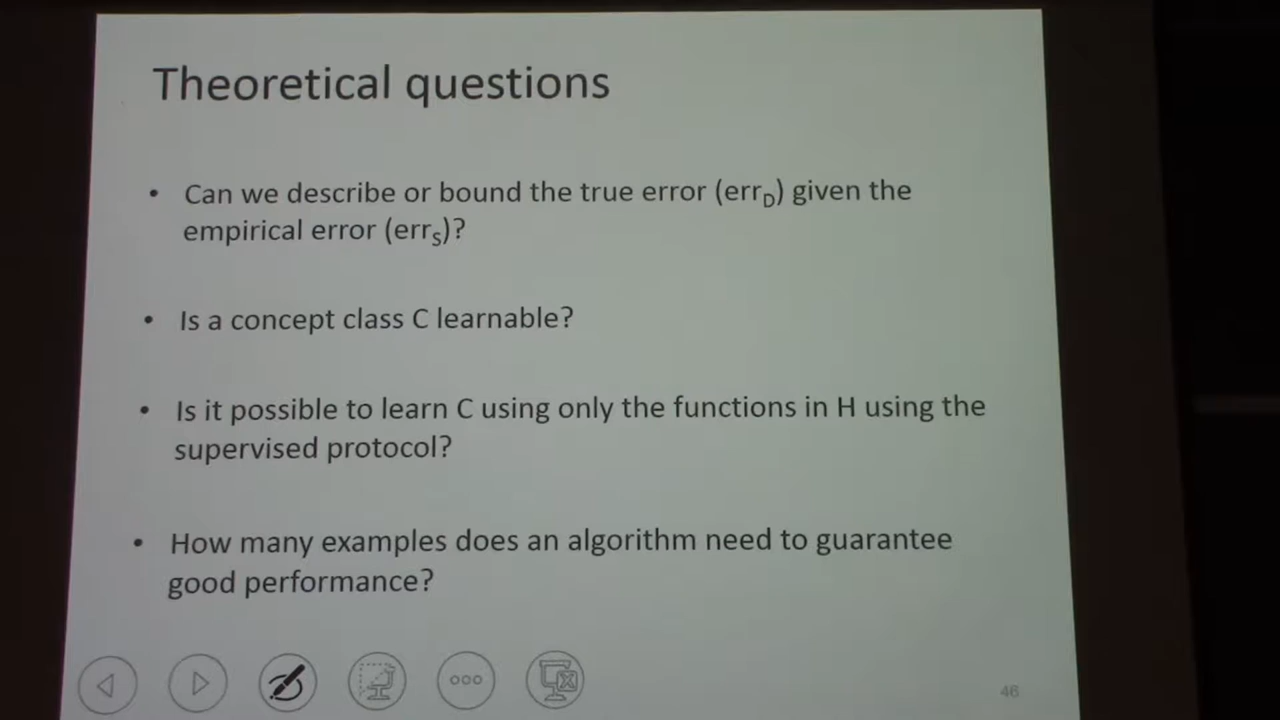 Theoretical questions
• Can we describe or bound the true error (err_D) given the
empirical error (err_S)?
• Is a concept class C learnable?
• Is it possible to learn C using only the functions in H using the
supervised protocol?
• How many examples does an algorithm need to guarantee
good performance?
46